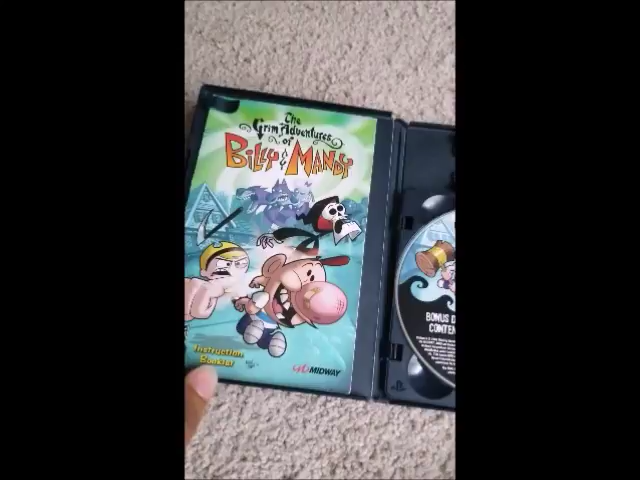 The
Grim Adventures
of
BILLY & MANDY
Instruction
Booklet
MIDWAY
BONUS D
CONTEN